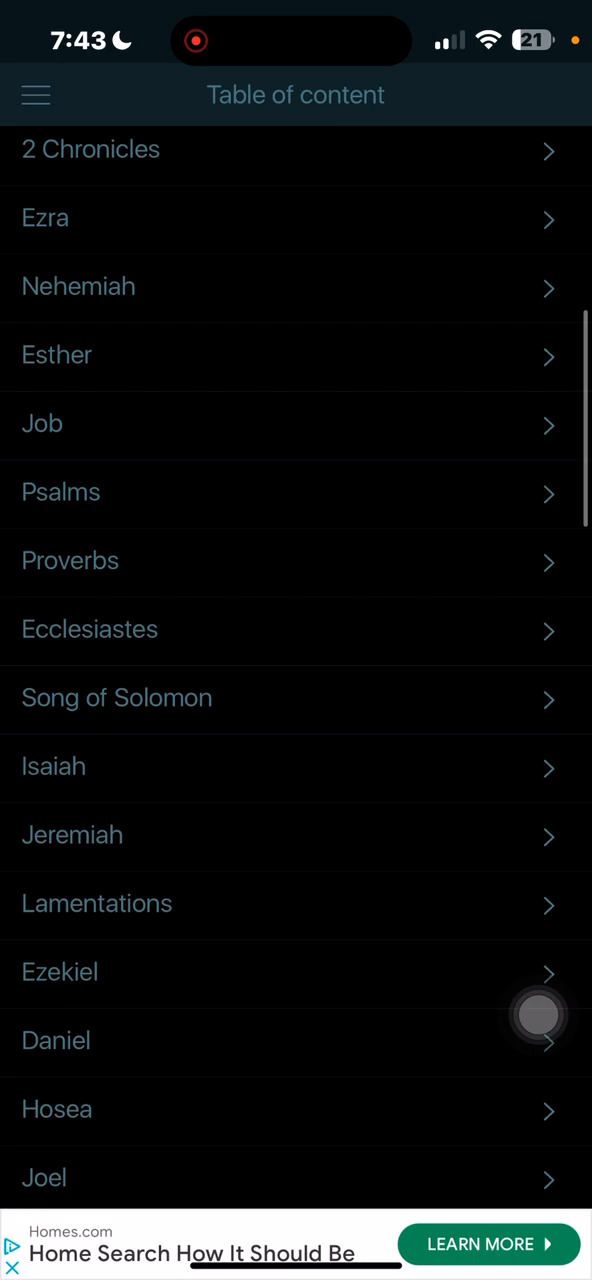 7:43
21
Table of content
2 Chronicles
Ezra
Nehemiah
Esther
Job
Psalms
Proverbs
Ecclesiastes
Song of Solomon
Isaiah
Jeremiah
Lamentations
Ezekiel
Daniel
Hosea
Joel
Homes.com
Home Search How It Should Be
LEARN MORE